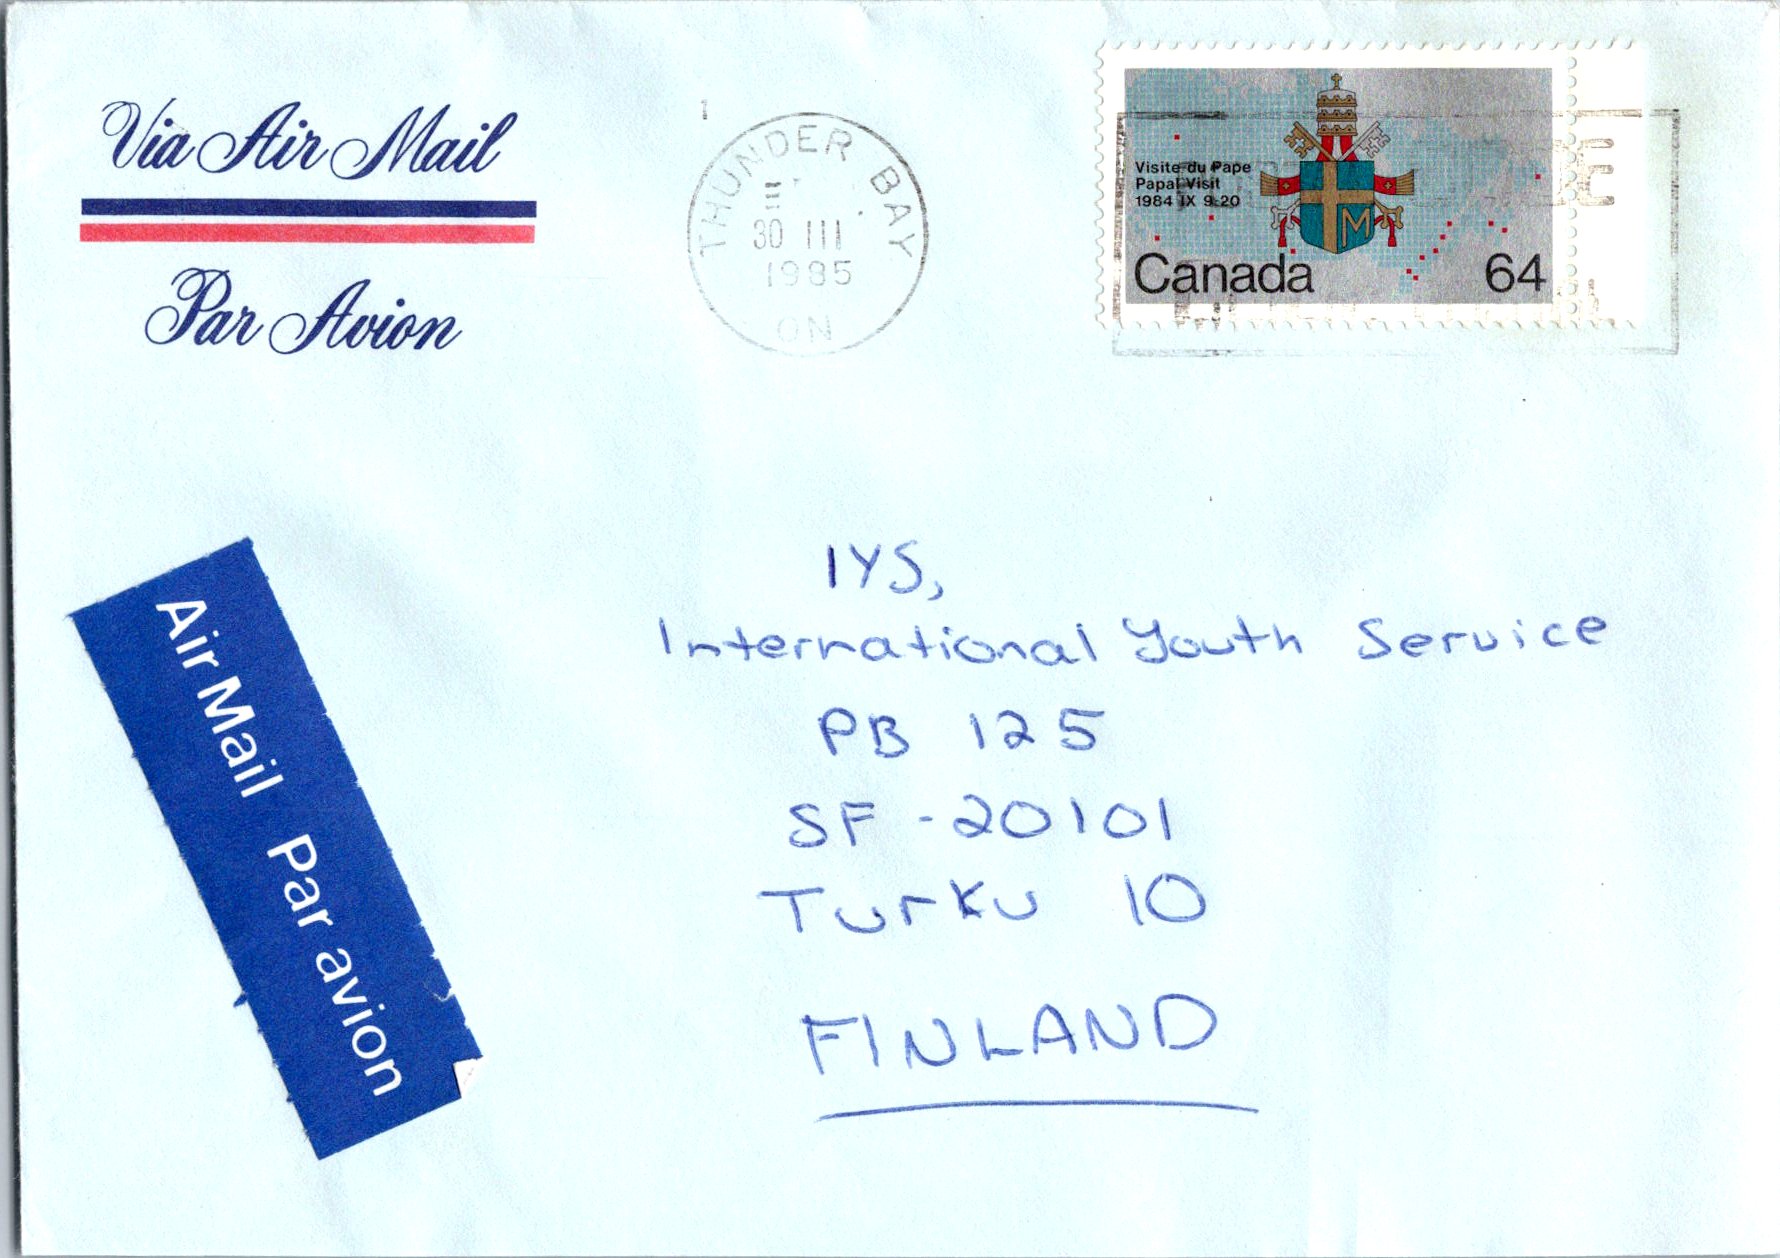 Via Air Mail
Par Avion
THUNDER BAY
30 III
1985
ON
Visite du Pape
Papal Visit
1984 IX 9-20
Canada 64
Air Mail Par avion
IYS,
International Youth Service
PB 125
SF-20101
Turku 10
FINLAND